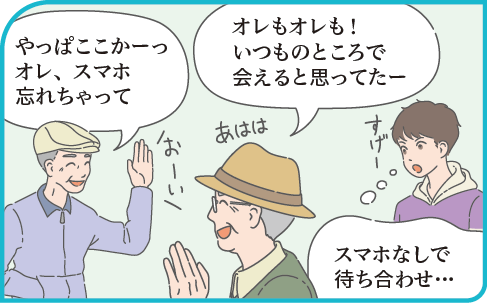 やっぱここかーっ
オレ、スマホ
忘れちゃって
おーい
オレもオレも！
いつものところで
会えると思ってたー
あはは
すげー
スマホなしで
待ち合わせ…